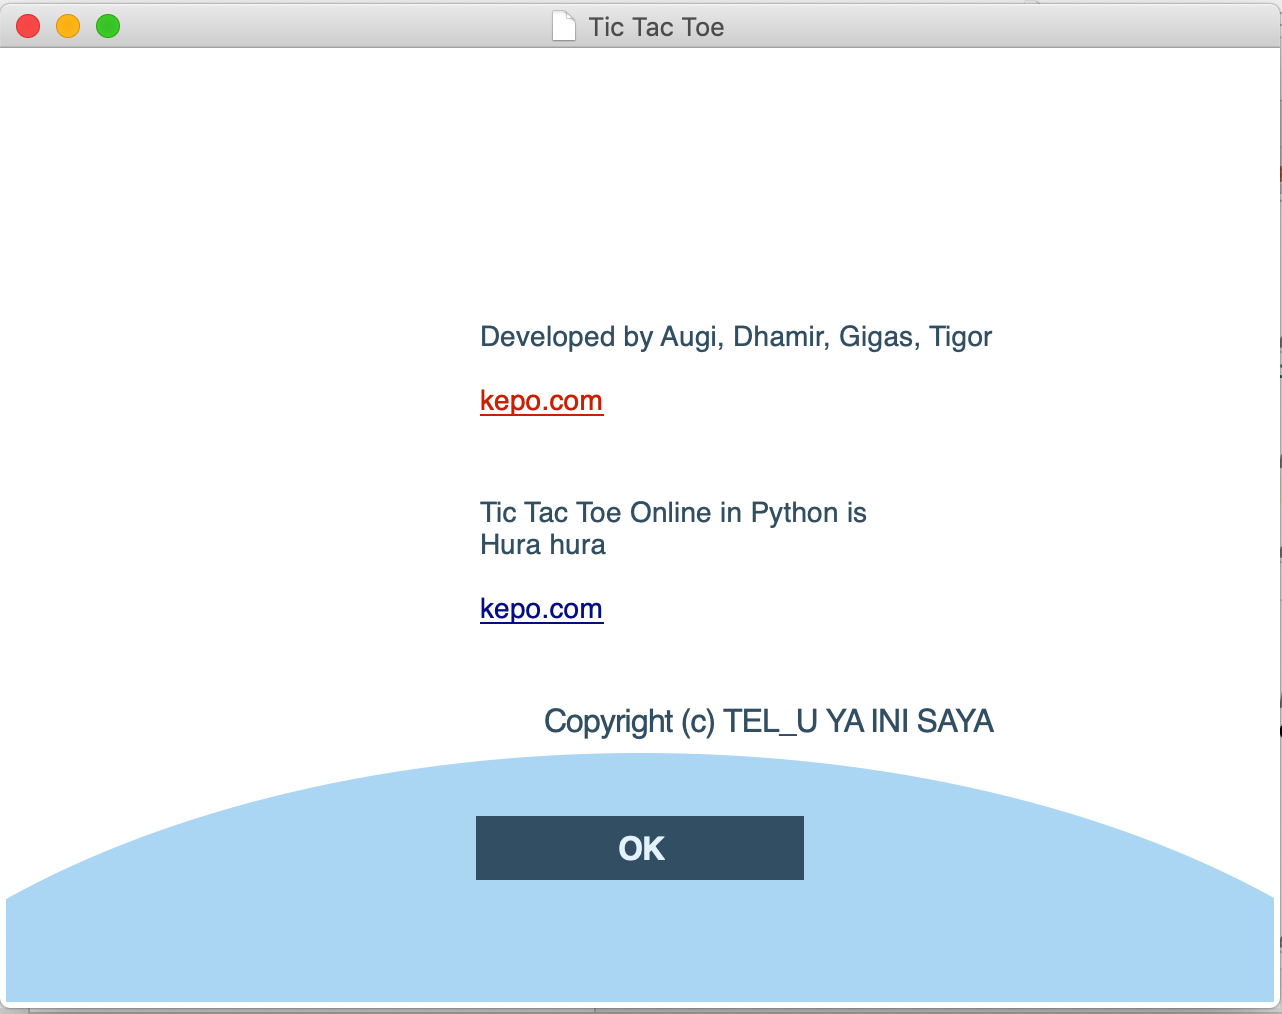 Tic Tac Toe
Developed by Augi, Dhamir, Gigas, Tigor
kepo.com
Tic Tac Toe Online in Python is
Hura hura
kepo.com
Copyright (c) TEL_U YA INI SAYA
OK